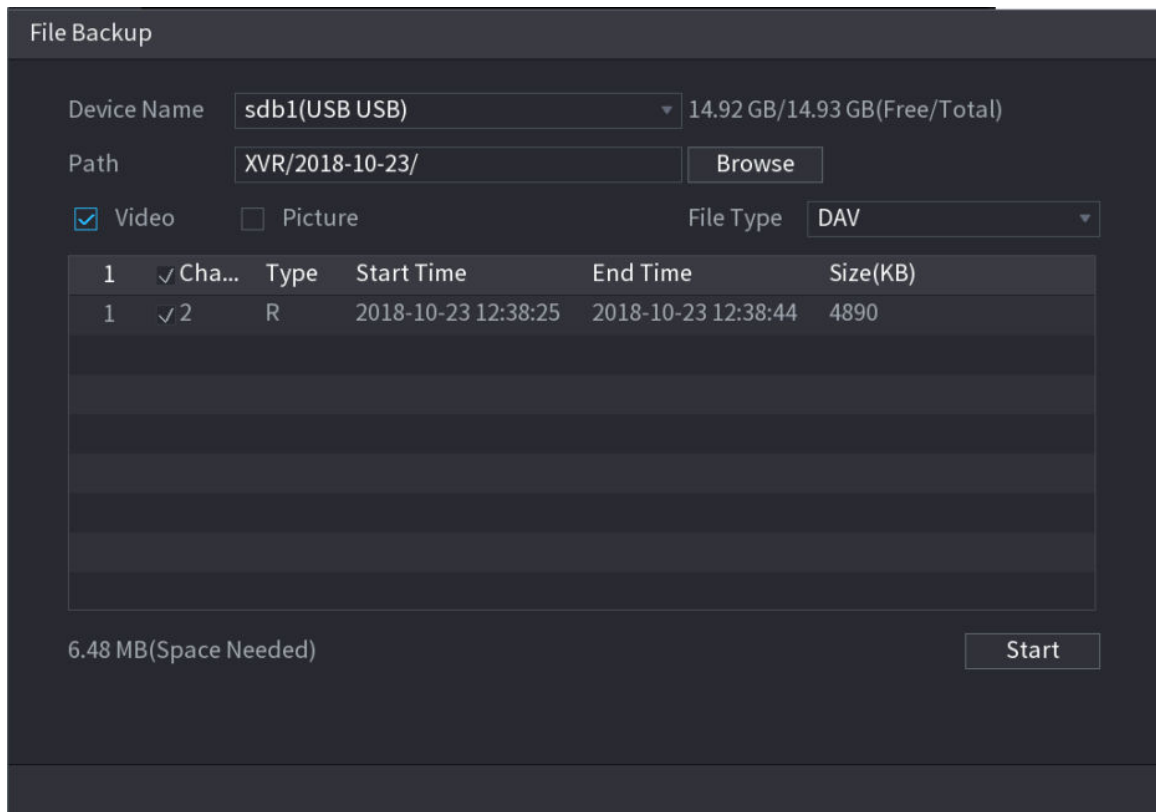 File Backup
Device Name sdb1(USB USB) 14.92 GB/14.93 GB(Free/Total)
Path XVR/2018-10-23/ Browse
Video Picture File Type DAV
1 Cha... Type Start Time End Time Size(KB)
1 2 R 2018-10-23 12:38:25 2018-10-23 12:38:44 4890
6.48 MB(Space Needed) Start